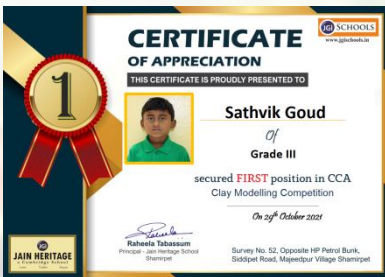 JGI SCHOOLS
www.jgischools.in
CERTIFICATE
OF APPRECIATION
THIS CERTIFICATE IS PROUDLY PRESENTED TO
1
Sathvik Goud
Of
Grade III
secured FIRST position in CCA
Clay Modelling Competition
On 29th October 2021
Raheela Tabassum
Principal - Jain Heritage School
Shamirpet
Survey No. 52, Opposite HP Petrol Bunk,
Siddipet Road, Majeedpur Village Shamirpet
JGI
JAIN HERITAGE
a Cambridge School